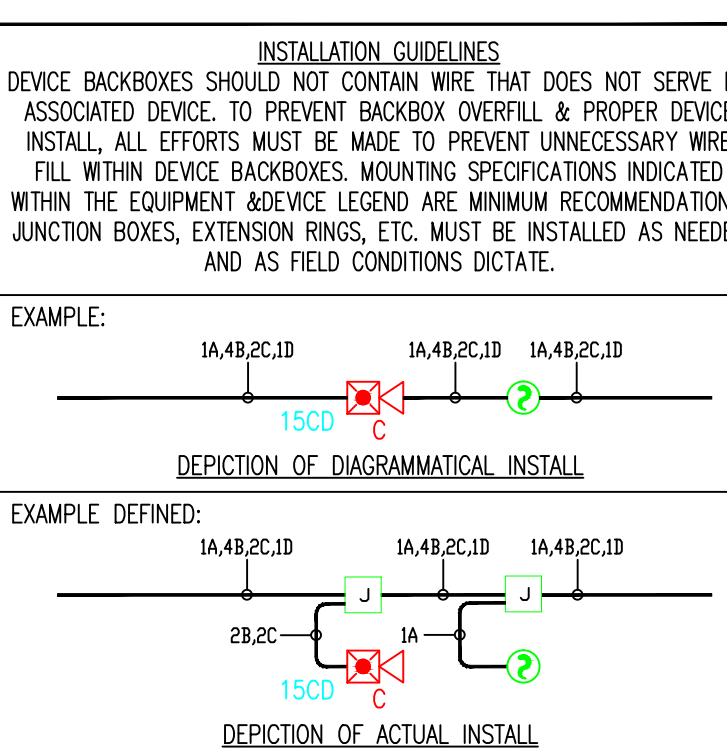 INSTALLATION GUIDELINES
DEVICE BACKBOXES SHOULD NOT CONTAIN WIRE THAT DOES NOT SERVE
ASSOCIATED DEVICE. TO PREVENT BACKBOX OVERFILL & PROPER DEVICE
INSTALL, ALL EFFORTS MUST BE MADE TO PREVENT UNNECESSARY WIRE
FILL WITHIN DEVICE BACKBOXES. MOUNTING SPECIFICATIONS INDICATED
WITHIN THE EQUIPMENT &DEVICE LEGEND ARE MINIMUM RECOMMENDATION
JUNCTION BOXES, EXTENSION RINGS, ETC. MUST BE INSTALLED AS NEEDE
AND AS FIELD CONDITIONS DICTATE.
EXAMPLE:
1A,4B,2C,1D 1A,4B,2C,1D 1A,4B,2C,1D
15CD C
DEPICTION OF DIAGRAMMATICAL INSTALL
EXAMPLE DEFINED:
1A,4B,2C,1D 1A,4B,2C,1D 1A,4B,2C,1D
J J
2B,2C 1A
15CD C
DEPICTION OF ACTUAL INSTALL